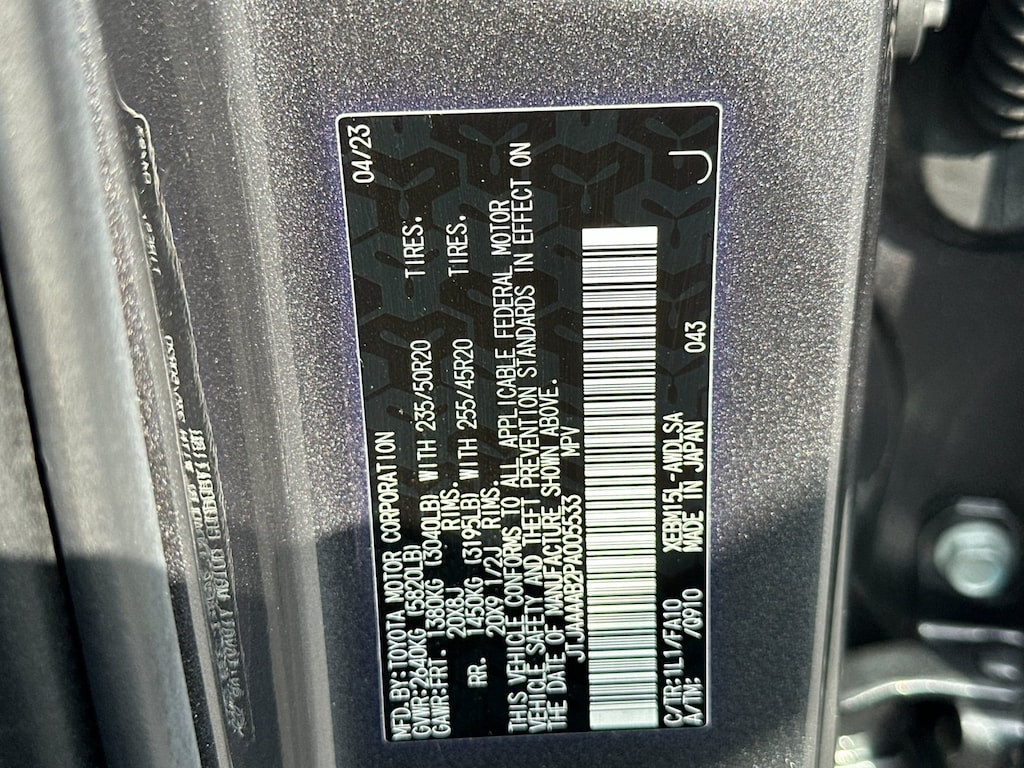 MFD.BY:TOYOTA MOTOR CORPORATION 04/23
GVWR:2640KG (5820LB)
GAWR:FRT. 1380KG (3040LB) WITH 235/50R20 TIRES.
20X8J RIMS.
RR. 1450KG (3195LB) WITH 255/45R20 TIRES.
20X9 1/2J RIMS.
THIS VEHICLE CONFORMS TO ALL APPLICABLE FEDERAL MOTOR
VEHICLE SAFETY AND THEFT PREVENTION STANDARDS IN EFFECT ON
THE DATE OF MANUFACTURE SHOWN ABOVE.
JTJAAAAB2PA005533 MPV
C/TR:1L1/FA10 XEBM15L-AWDLSA 043
A/TM: /Q910 MADE IN JAPAN J